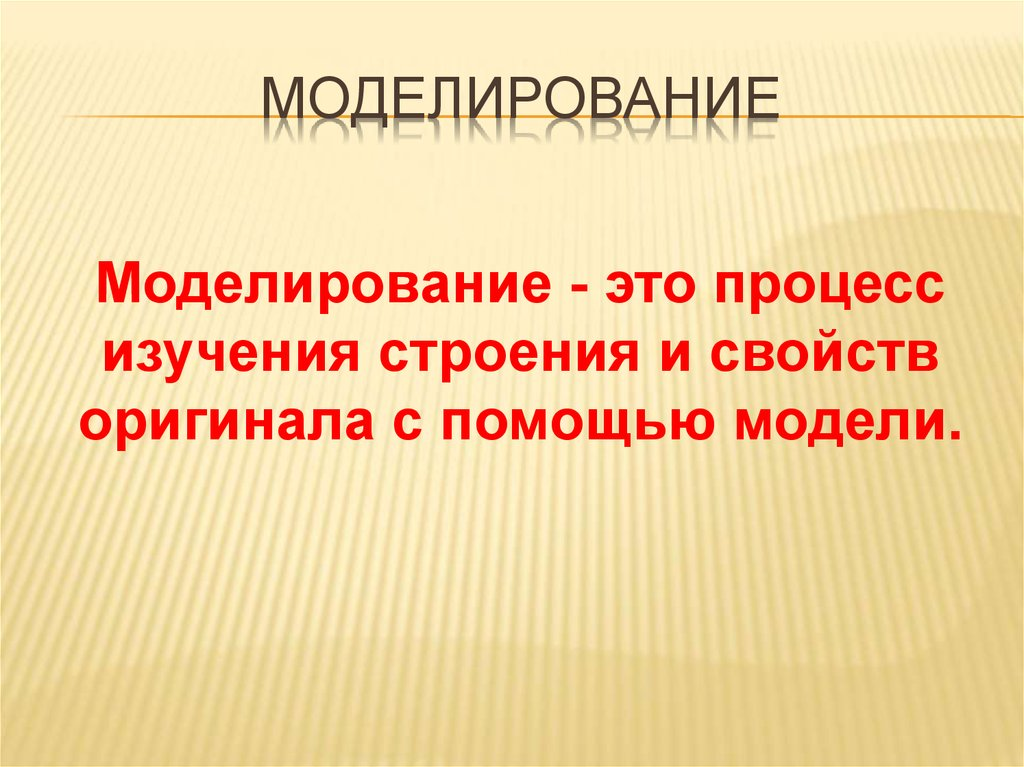 МОДЕЛИРОВАНИЕ
Моделирование - это процесс
изучения строения и свойств
оригинала с помощью модели.